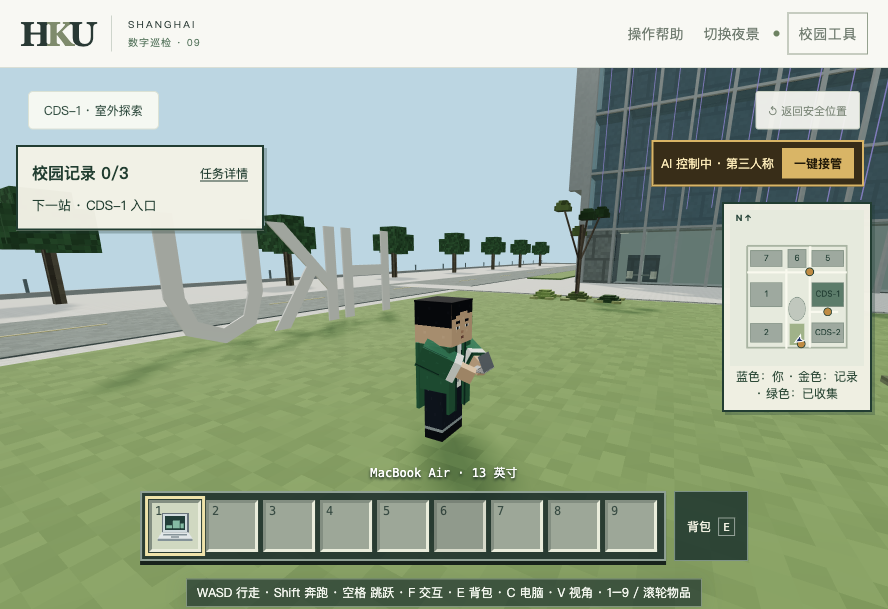 HKU
SHANGHAI
数字巡检 · 09
操作帮助
切换夜景
校园工具
CDS-1 · 室外探索
返回安全位置
校园记录 0/3
任务详情
下一站 · CDS-1 入口
AI 控制中 · 第三人称
一键接管
N↑
7
6
5
1
CDS-1
2
CDS-2
蓝色: 你 · 金色: 记录
· 绿色: 已收集
UKH
MacBook Air · 13 英寸
1
2
3
4
5
6
7
8
9
背包 E
WASD 行走 · Shift 奔跑 · 空格 跳跃 · F 交互 · E 背包 · C 电脑 · V 视角 · 1—9 / 滚轮物品